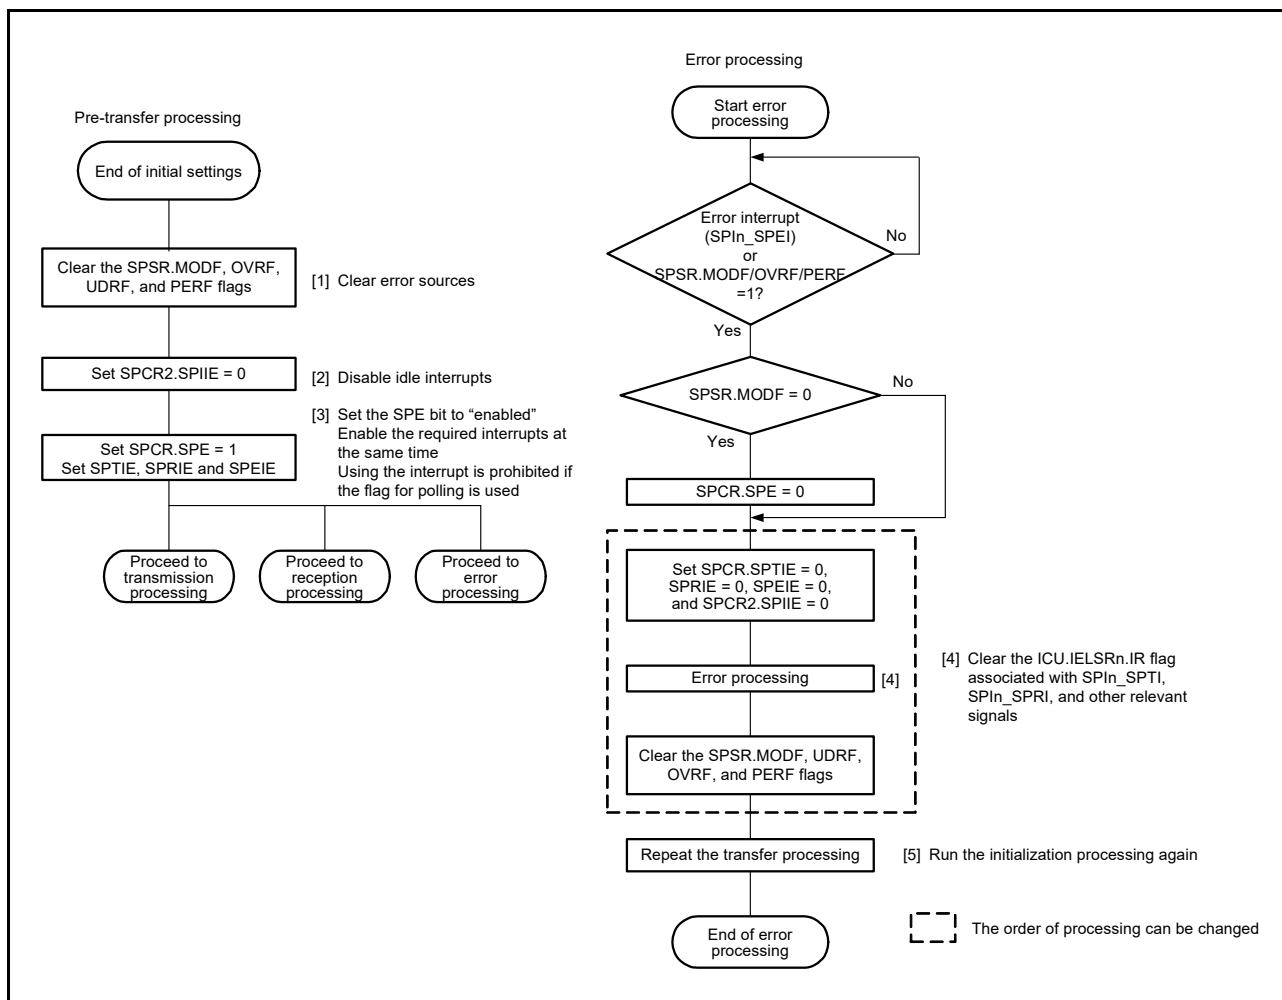 Pre-transfer processing
End of initial settings
Clear the SPSR.MODF, OVRF,
UDRF, and PERF flags
[1] Clear error sources
Set SPCR2.SPIIE = 0
[2] Disable idle interrupts
Set SPCR.SPE = 1
Set SPTIE, SPRIE and SPEIE
[3] Set the SPE bit to “enabled”
Enable the required interrupts at
the same time
Using the interrupt is prohibited if
the flag for polling is used
Proceed to
transmission
processing
Proceed to
reception
processing
Proceed to
error
processing
Error processing
Start error
processing
Error interrupt
(SPIn_SPEI)
or
SPSR.MODF/OVRF/PERF
=1?
No
Yes
SPSR.MODF = 0
No
Yes
SPCR.SPE = 0
Set SPCR.SPTIE = 0,
SPRIE = 0, SPEIE = 0,
and SPCR2.SPIIE = 0
Error processing
[4]
[4] Clear the ICU.IELSRn.IR flag
associated with SPIn_SPTI,
SPIn_SPRI, and other relevant
signals
Clear the SPSR.MODF, UDRF,
OVRF, and PERF flags
Repeat the transfer processing
[5] Run the initialization processing again
End of error
processing
The order of processing can be changed